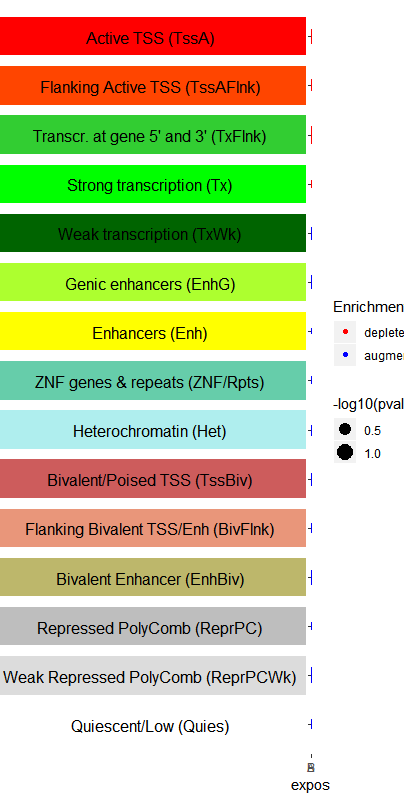 Active TSS (TssA)
Flanking Active TSS (TssAFlnk)
Transcr. at gene 5' and 3' (TxFlnk)
Strong transcription (Tx)
Weak transcription (TxWk)
Genic enhancers (EnhG)
Enhancers (Enh)
ZNF genes & repeats (ZNF/Rpts)
Heterochromatin (Het)
Bivalent/Poised TSS (TssBiv)
Flanking Bivalent TSS/Enh (BivFlnk)
Bivalent Enhancer (EnhBiv)
Repressed PolyComb (ReprPC)
Weak Repressed PolyComb (ReprPCWk)
Quiescent/Low (Quies)
expos
Enrichmen
deplete
augme
-log10(pval
0.5
1.0